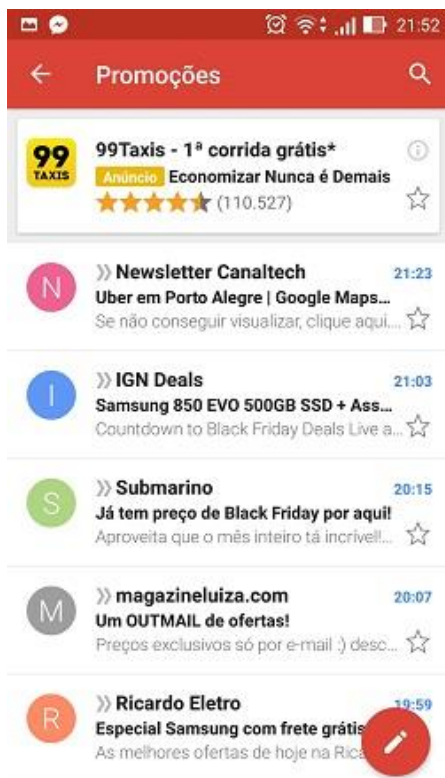 21:52
Promoções
99 TAXIS
99Taxis - 1ª corrida grátis*
Anúncio Economizar Nunca é Demais
(110.527)
N
Newsletter Canaltech 21:23
Uber em Porto Alegre | Google Maps...
Se não conseguir visualizar, clique aqui....
I
IGN Deals 21:03
Samsung 850 EVO 500GB SSD + Ass...
Countdown to Black Friday Deals Live a...
S
Submarino 20:15
Já tem preço de Black Friday por aqui!
Aproveita que o mês inteiro tá incrível!...
M
magazineluiza.com 20:07
Um OUTMAIL de ofertas!
Preços exclusivos só por e-mail :) desc...
R
Ricardo Eletro 19:59
Especial Samsung com frete grátis
As melhores ofertas de hoje na Rica